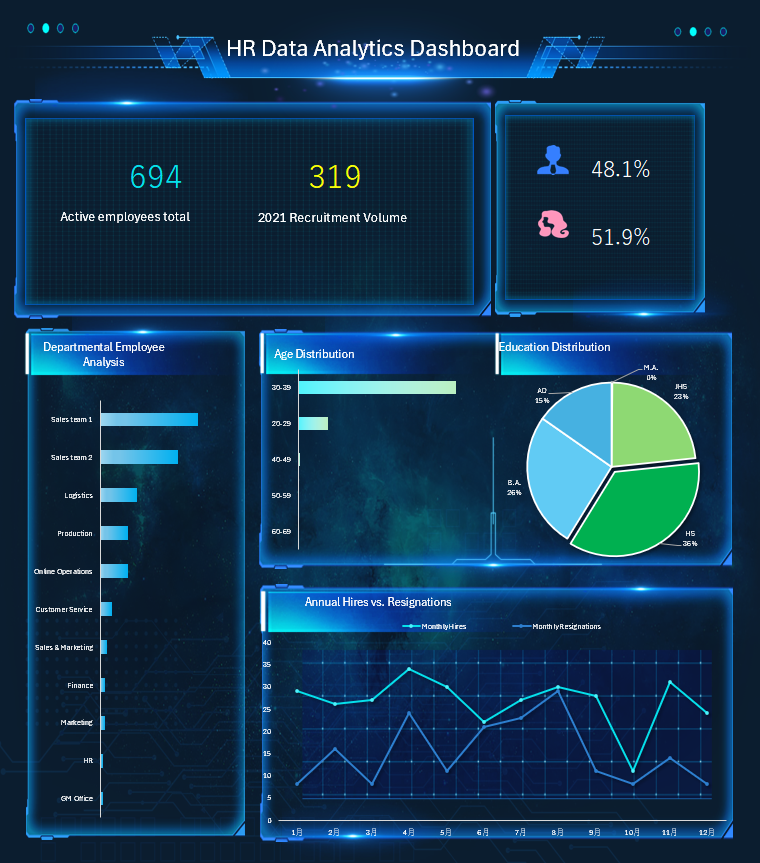 HR Data Analytics Dashboard
694
319
Active employees total
2021 Recruitment Volume
48.1%
51.9%
Departmental Employee
Analysis
Sales team 1
Sales team 2
Logistics
Production
Online Operations
Customer Service
Sales & Marketing
Finance
Marketing
HR
GM Office
Age Distribution
30-39
20-29
40-49
50-59
60-69
Education Distribution
M.A.
0%
JHS
23%
AD
15%
B.A.
26%
HS
36%
Annual Hires vs. Resignations
Monthly Hires
Monthly Resignations
40
35
30
25
20
15
10
5
0
1月 2月 3月 4月 5月 6月 7月 8月 9月 10月 11月 12月